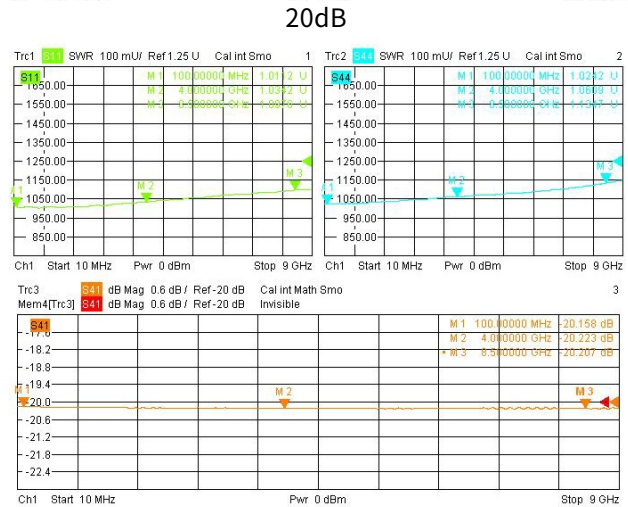 20dB
Trc1 S11 SWR 100 mU/ Ref 1.25 U Cal int Smo 1
S11
M 1 100.00000 MHz 1.0112 U
M 2 4.000000 GHz 1.0342 U
1650.00
1550.00
1450.00
1350.00
1250.00
1150.00
1050.00
950.00
850.00
M 2
M 3
Ch1 Start 10 MHz Pwr 0 dBm Stop 9 GHz
Trc2 S44 SWR 100 mU/ Ref 1.25 U Cal int Smo 2
S44
M 1 100.00000 MHz 1.0242 U
M 2 4.000000 GHz 1.0609 U
1650.00
1550.00
1450.00
1350.00
1250.00
1150.00
1050.00
950.00
850.00
M 2
M 3
Ch1 Start 10 MHz Pwr 0 dBm Stop 9 GHz
Trc3 S41 dB Mag 0.6 dB / Ref -20 dB Cal int Math Smo 3
Mem4[Trc3] S41 dB Mag 0.6 dB / Ref -20 dB Invisible
S41
M 1 100.00000 MHz -20.158 dB
M 2 4.000000 GHz -20.223 dB
• M 3 8.500000 GHz -20.207 dB
-17.6
-18.2
-18.8
-19.4
-20.0
-20.6
-21.2
-21.8
-22.4
M 1
M 2
M 3
Ch1 Start 10 MHz Pwr 0 dBm Stop 9 GHz